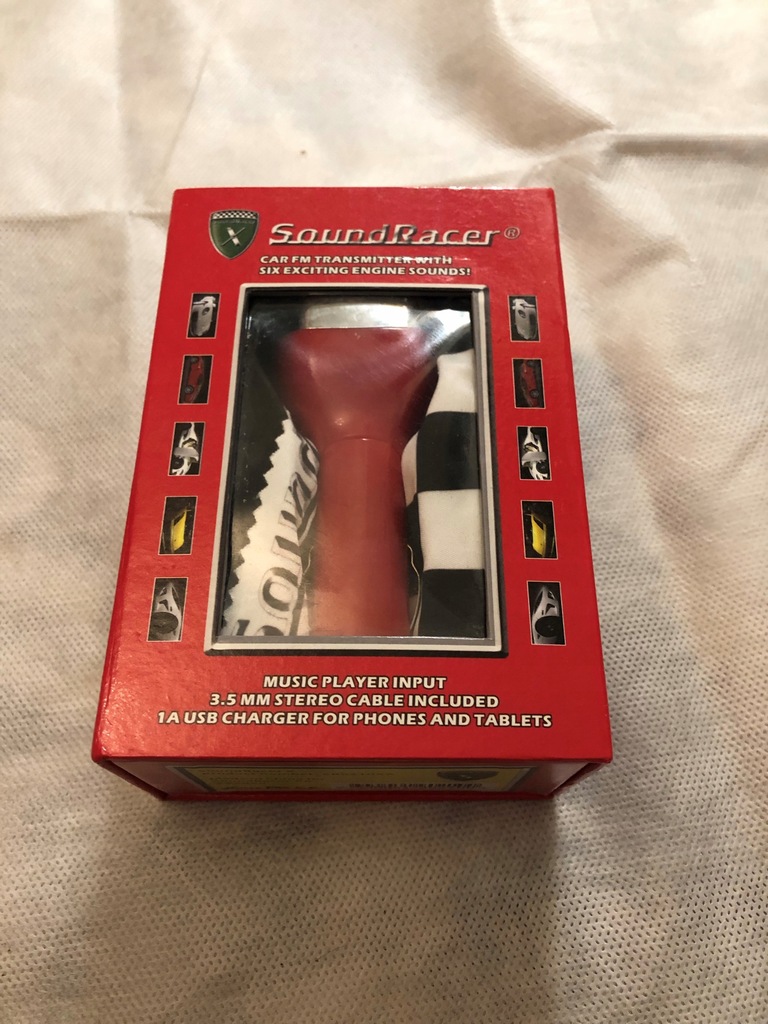 SoundRacer®
CAR FM TRANSMITTER WITH
SIX EXCITING ENGINE SOUNDS!
MUSIC PLAYER INPUT
3.5 MM STEREO CABLE INCLUDED
1A USB CHARGER FOR PHONES AND TABLETS